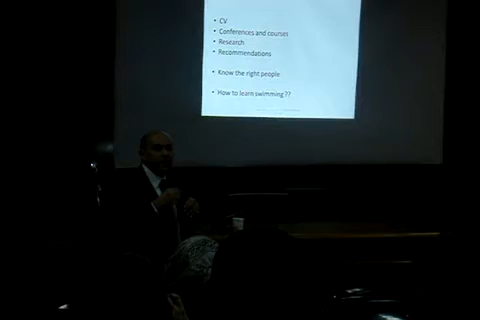 • CV
• Conferences and courses
• Research
• Recommendations
• Know the right people
• How to learn swimming ??